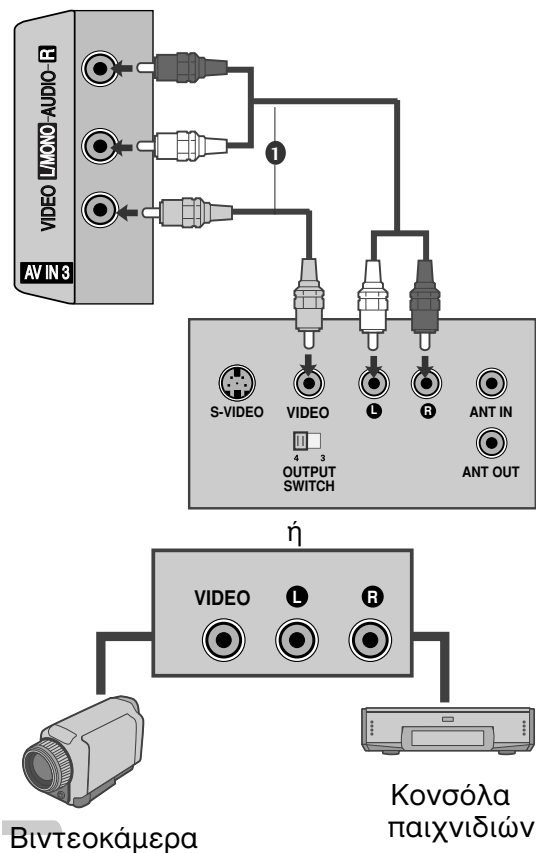 VIDEO L/MONO-AUDIO-R
AV IN 3
1
S-VIDEO VIDEO L R ANT IN
4 3
OUTPUT
SWITCH
ANT OUT
ή
VIDEO L R
Βιντεοκάμερα
Κονσόλα
παιχνιδιών